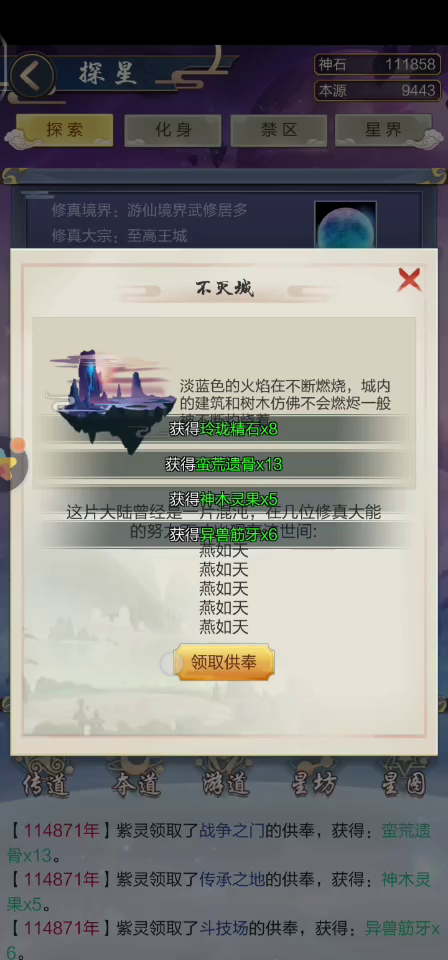 探星
神石 111858
本源 9443
探索
化身
禁区
星界
修真境界：游仙境界武修居多
修真大宗：至高王城
不灭城
淡蓝色的火焰在不断燃烧，城内
的建筑和树木仿佛不会燃烬一般
获得玲珑精石x8
获得蛮荒遗骨x13
获得神木灵果x5
这片大陆曾经是一片混沌，在几位修真大能
的努力
世间:
获得异兽筋牙x6
燕如天
燕如天
燕如天
燕如天
燕如天
领取供奉
传道
夺道
游道
星坊
星图
【114871年】紫灵领取了战争之门的供奉，获得：蛮荒遗
骨x13。
【114871年】紫灵领取了传承之地的供奉，获得：神木灵
果x5。
【114871年】紫灵领取了斗技场的供奉，获得：异兽筋牙x
6。